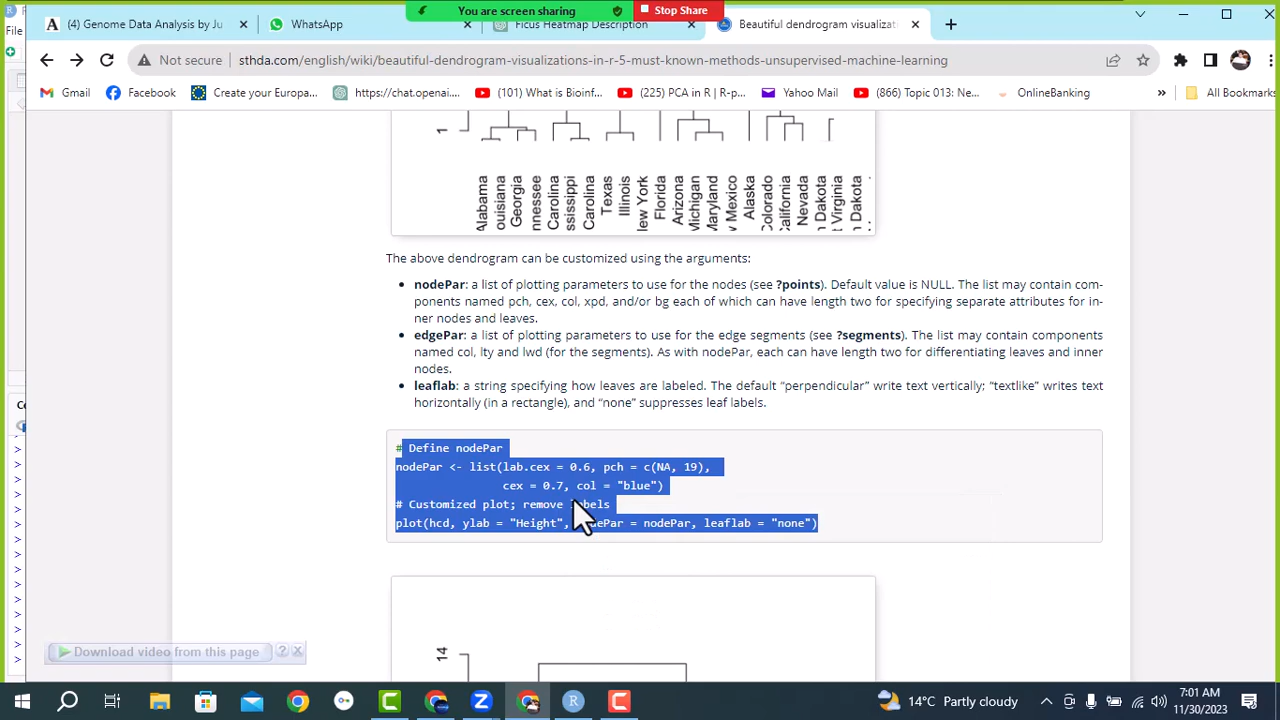 You are screen sharing
Stop Share
(4) Genome Data Analysis by Ju
WhatsApp
Ficus Heatmap Description
Beautiful dendrogram visualizati
Not secure
sthda.com/english/wiki/beautiful-dendrogram-visualizations-in-r-5-must-known-methods-unsupervised-machine-learning
Gmail
Facebook
Create your Europa...
https://chat.openai....
(101) What is Bioinf...
(225) PCA in R | R-p...
Yahoo Mail
(866) Topic 013: Ne...
OnlineBanking
»
All Bookmarks
File
1
Alabama
ouisiana
Georgia
nnessee
Carolina
ssissippi
Carolina
Texas
Illinois
lew York
Florida
Arizona
Michigan
Maryland
w Mexico
Alaska
Colorado
California
Nevada
n Dakota
t Virginia
h Dakota
The above dendrogram can be customized using the arguments:
• nodePar: a list of plotting parameters to use for the nodes (see ?points). Default value is NULL. The list may contain com-
ponents named pch, cex, col, xpd, and/or bg each of which can have length two for specifying separate attributes for in-
ner nodes and leaves.
• edgePar: a list of plotting parameters to use for the edge segments (see ?segments). The list may contain components
named col, lty and lwd (for the segments). As with nodePar, each can have length two for differentiating leaves and inner
nodes.
• leaflab: a string specifying how leaves are labeled. The default “perpendicular” write text vertically; “textlike” writes text
horizontally (in a rectangle), and “none” suppresses leaf labels.
# Define nodePar
nodePar <- list(lab.cex = 0.6, pch = c(NA, 19),
cex = 0.7, col = "blue")
# Customized plot; remove labels
plot(hcd, ylab = "Height", nodePar = nodePar, leaflab = "none")
14
Download video from this page
14°C Partly cloudy
7:01 AM
11/30/2023